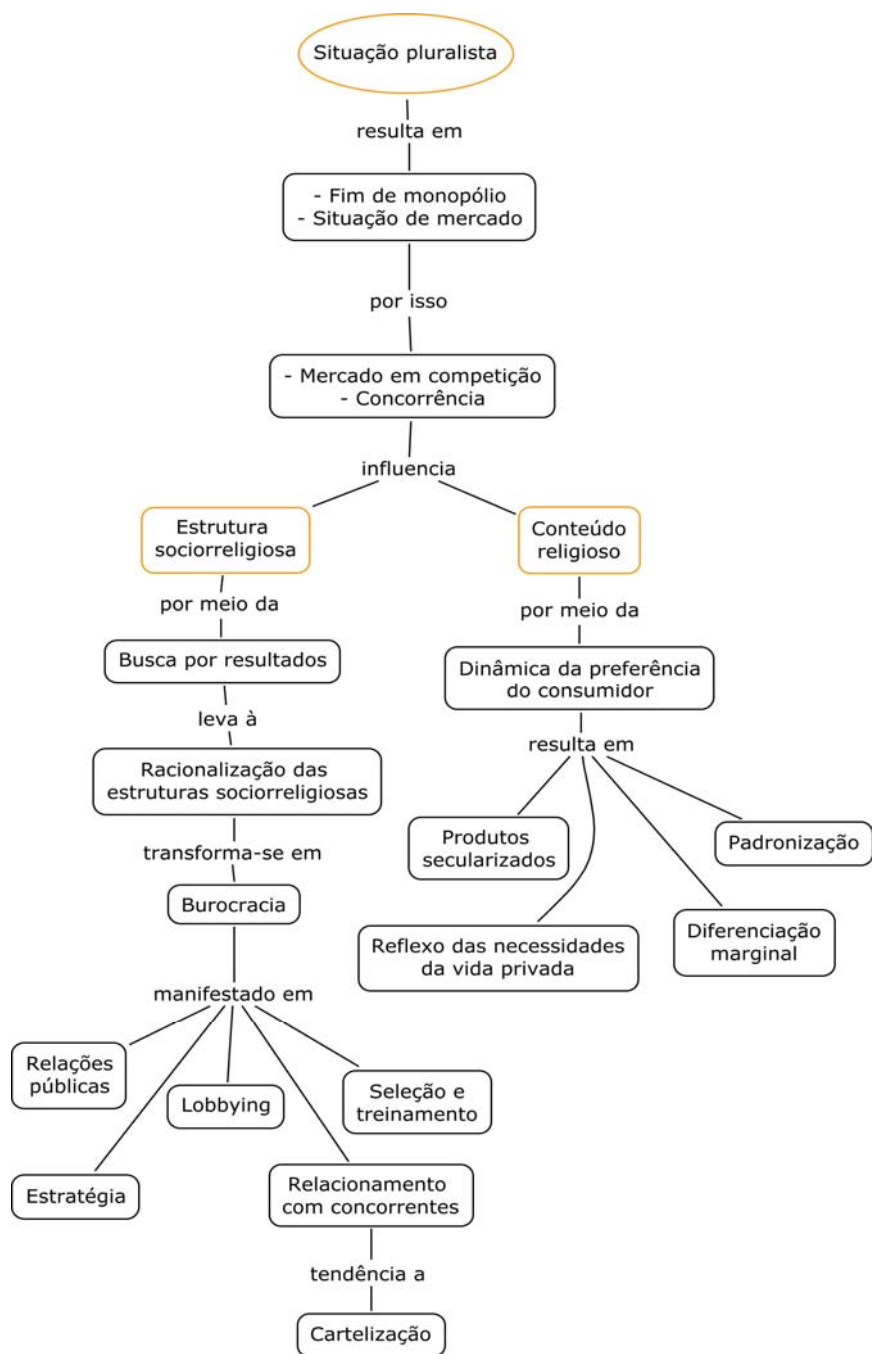 Situação pluralista
resulta em
- Fim de monopólio
- Situação de mercado
por isso
- Mercado em competição
- Concorrência
influencia
Estrutura
sociorreligiosa
por meio da
Busca por resultados
leva à
Racionalização das
estruturas sociorreligiosas
transforma-se em
Burocracia
manifestado em
Relações
públicas
Lobbying
Seleção e
treinamento
Estratégia
Relacionamento
com concorrentes
tendência a
Cartelização
Conteúdo
religioso
por meio da
Dinâmica da preferência
do consumidor
resulta em
Produtos
secularizados
Padronização
Reflexo das necessidades
da vida privada
Diferenciação
marginal